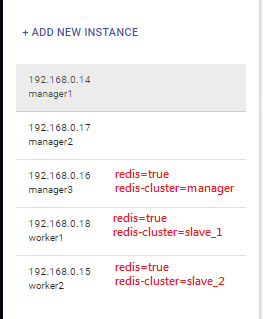 + ADD NEW INSTANCE
192.168.0.14
manager1
192.168.0.17
manager2
192.168.0.16
manager3
redis=true
redis-cluster=manager
192.168.0.18
worker1
redis=true
redis-cluster=slave_1
192.168.0.15
worker2
redis=true
redis-cluster=slave_2